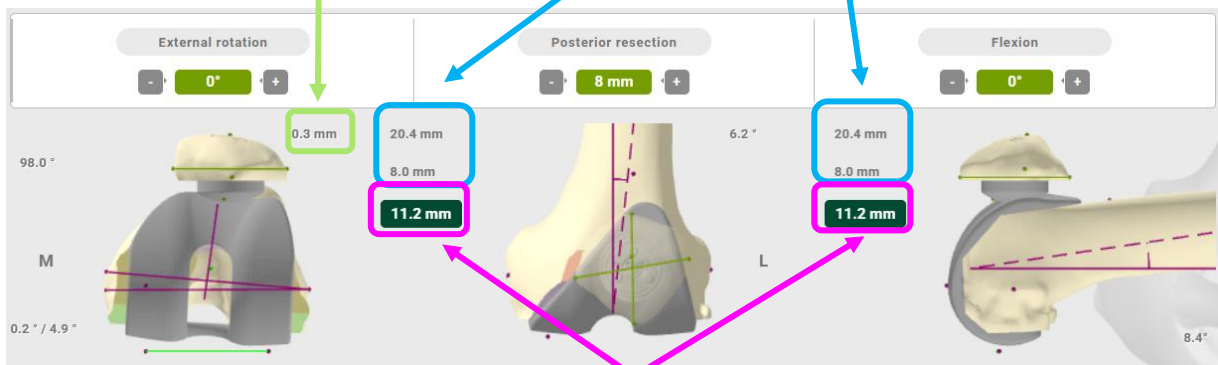 External rotation
- 0° +
Posterior resection
- 8 mm +
Flexion
- 0° +
0.3 mm
20.4 mm
6.2 °
20.4 mm
98.0 °
8.0 mm
8.0 mm
11.2 mm
11.2 mm
M
L
0.2 ° / 4.9 °
8.4°